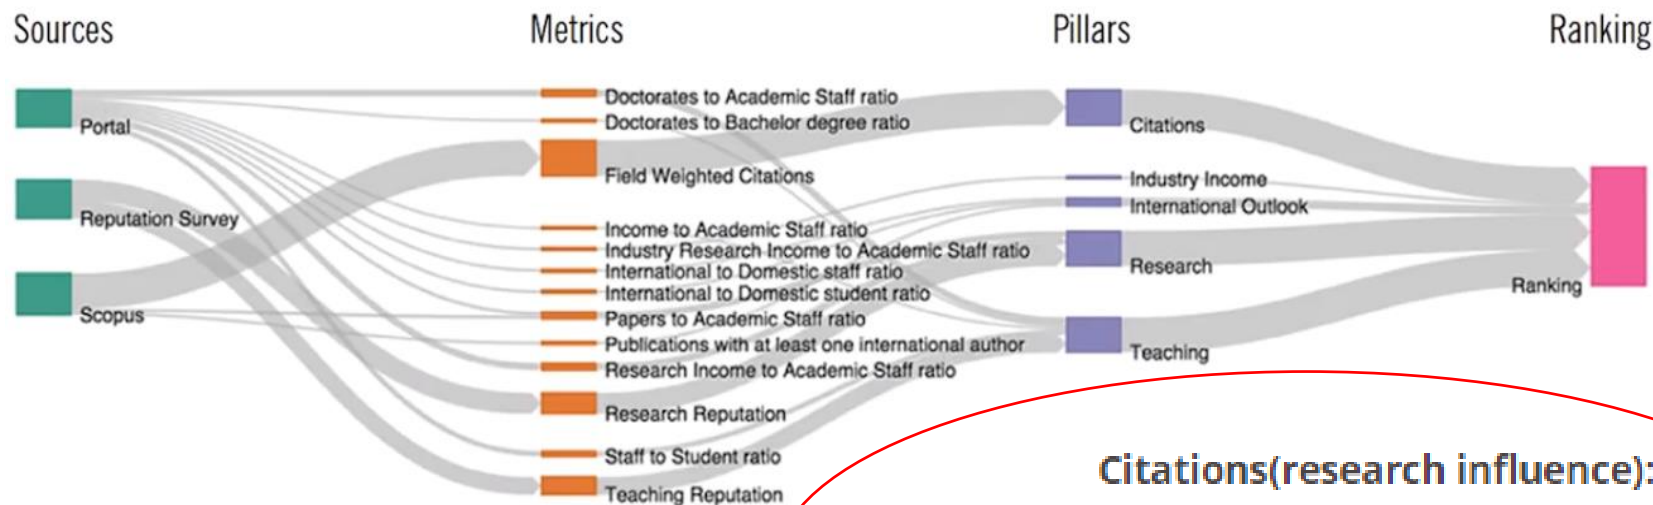 Sources
Metrics
Pillars
Ranking
Portal
Reputation Survey
Scopus
Doctorates to Academic Staff ratio
Doctorates to Bachelor degree ratio
Field Weighted Citations
Income to Academic Staff ratio
Industry Research Income to Academic Staff ratio
International to Domestic staff ratio
International to Domestic student ratio
Papers to Academic Staff ratio
Publications with at least one international author
Research Income to Academic Staff ratio
Research Reputation
Staff to Student ratio
Teaching Reputation
Citations
Industry Income
International Outlook
Research
Teaching
Ranking
Citations(research influence):